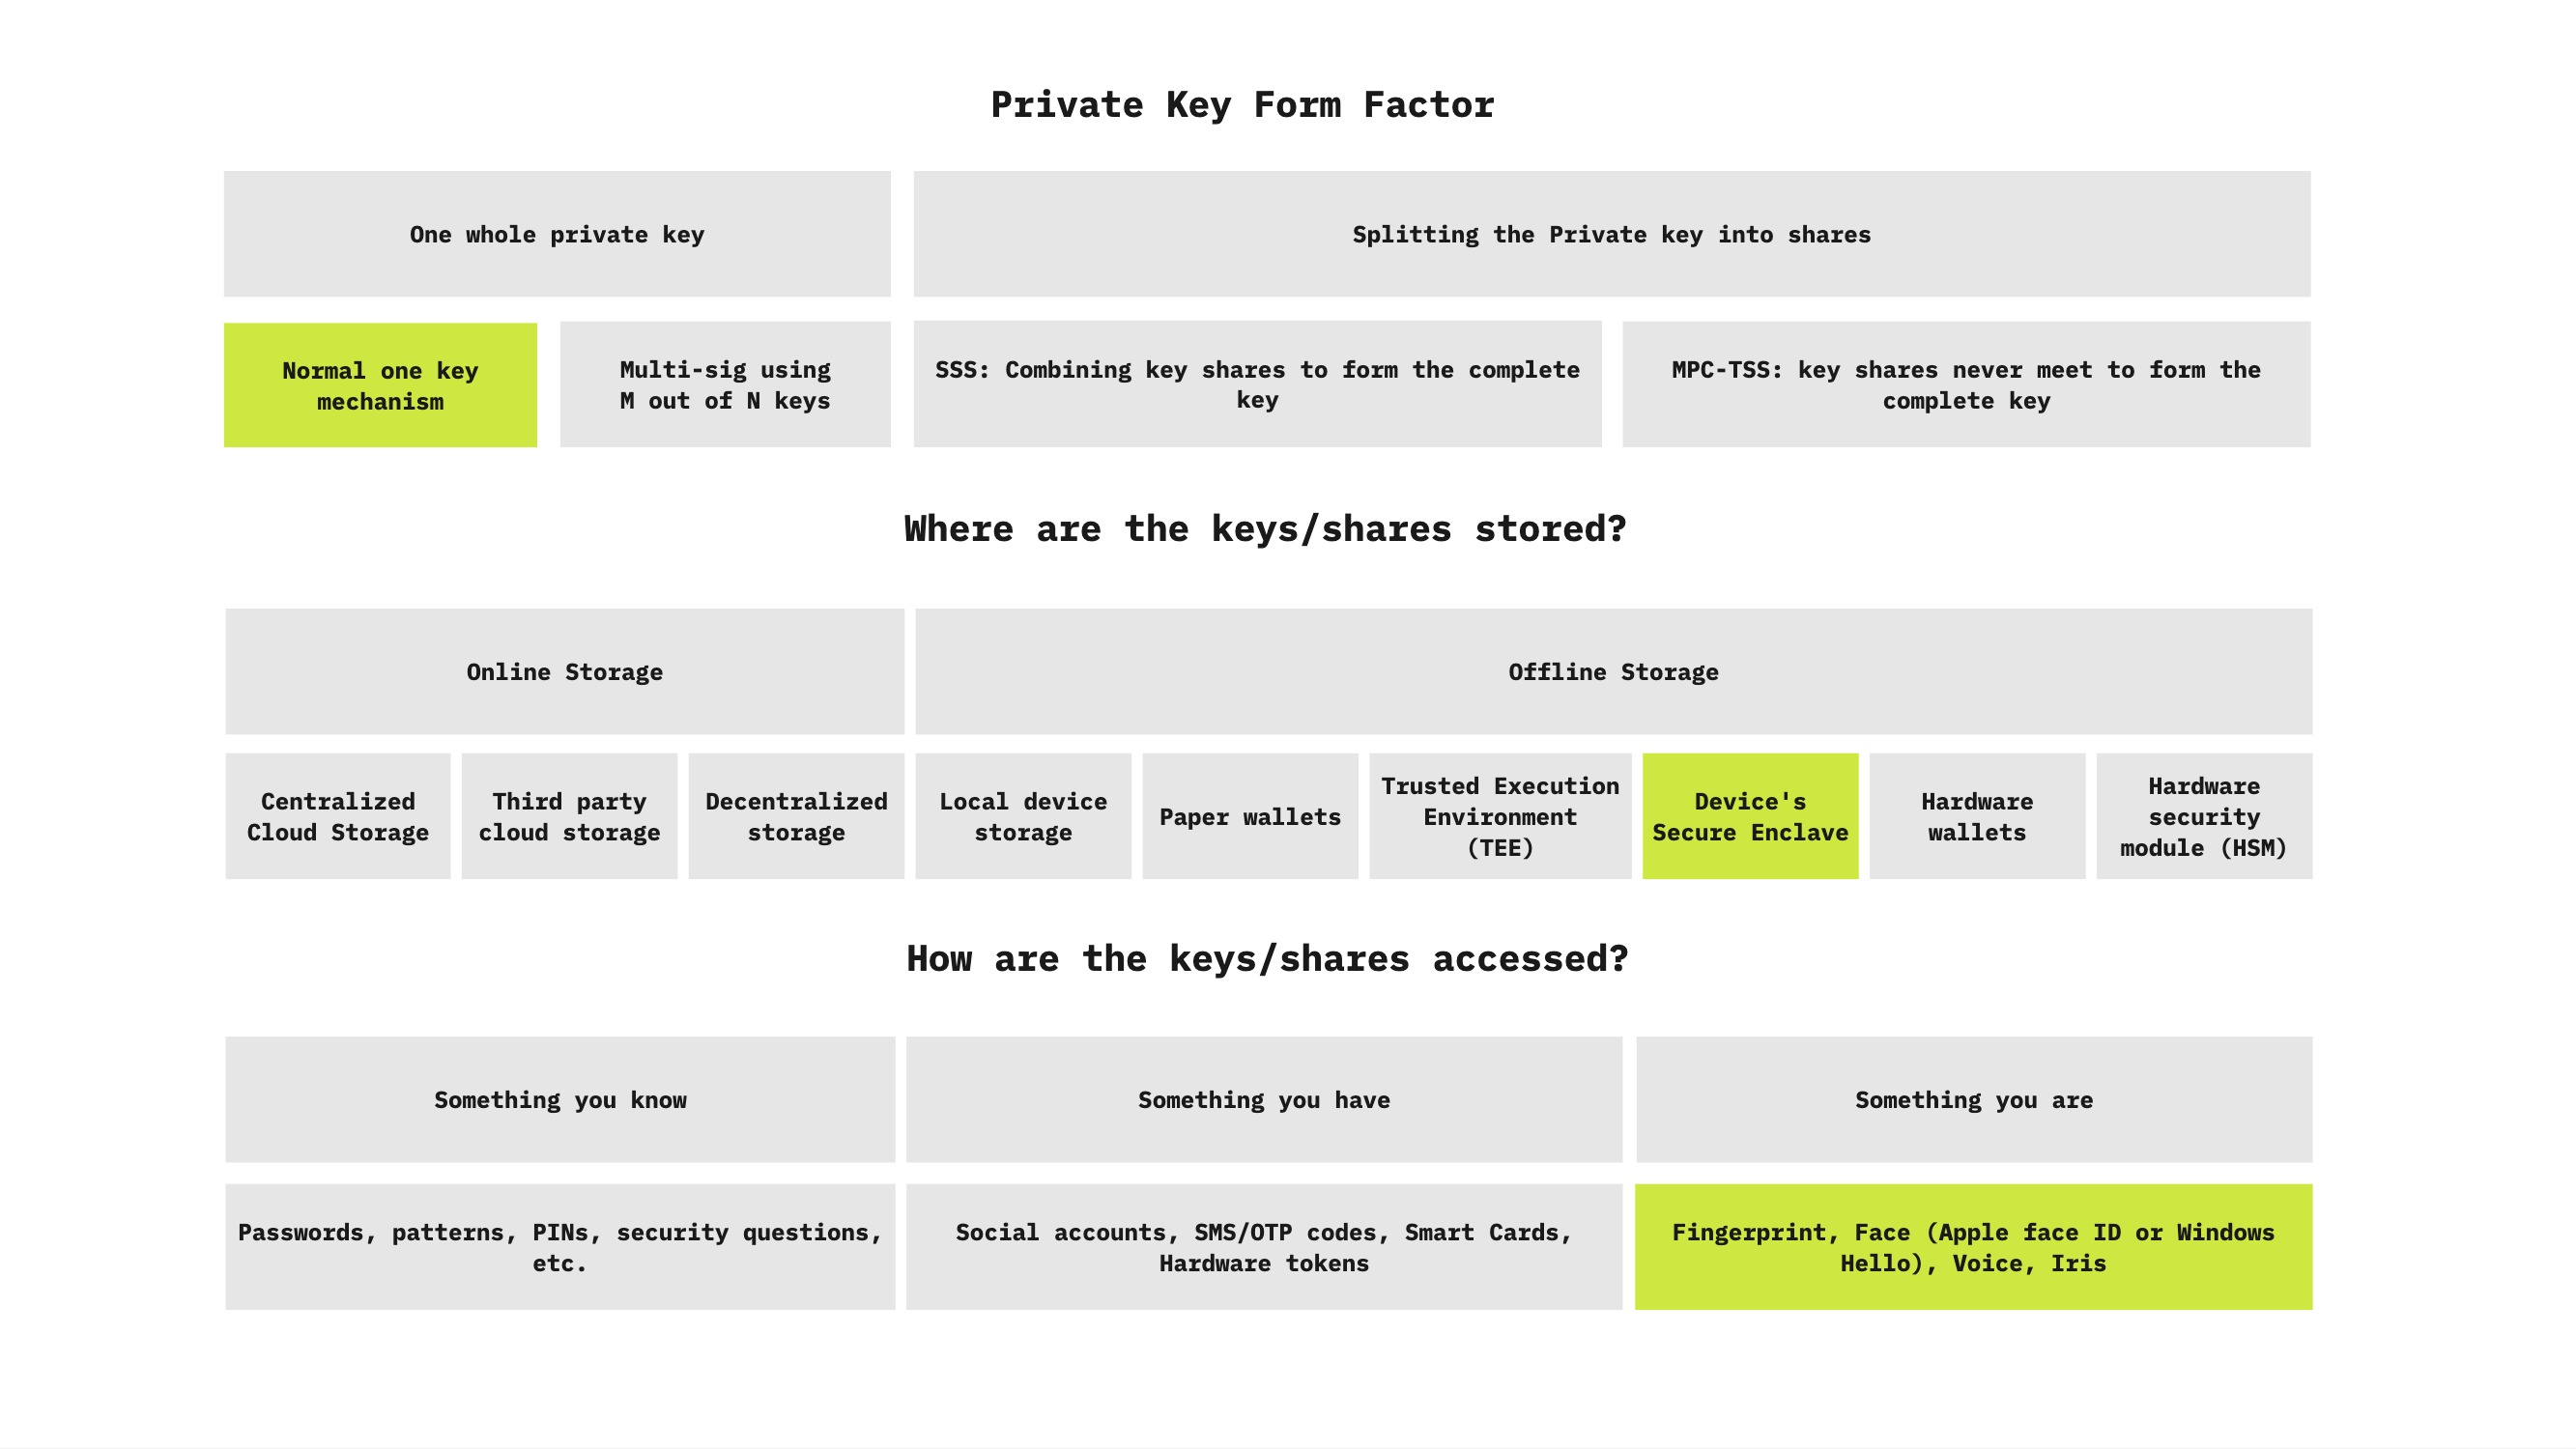 Private Key Form Factor
One whole private key
Splitting the Private key into shares
Normal one key
mechanism
Multi-sig using
M out of N keys
SSS: Combining key shares to form the complete
key
MPC-TSS: key shares never meet to form the
complete key
Where are the keys/shares stored?
Online Storage
Offline Storage
Centralized
Cloud Storage
Third party
cloud storage
Decentralized
storage
Local device
storage
Paper wallets
Trusted Execution
Environment
(TEE)
Device's
Secure Enclave
Hardware
wallets
Hardware
security
module (HSM)
How are the keys/shares accessed?
Something you know
Something you have
Something you are
Passwords, patterns, PINs, security questions,
etc.
Social accounts, SMS/OTP codes, Smart Cards,
Hardware tokens
Fingerprint, Face (Apple face ID or Windows
Hello), Voice, Iris